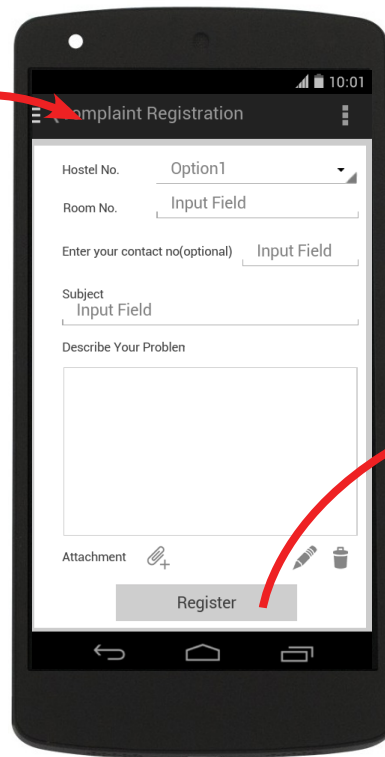 10:01
Complaint Registration
Hostel No. Option1
Room No. Input Field
Enter your contact no(optional) Input Field
Subject
Input Field
Describe Your Problen
Attachment
Register